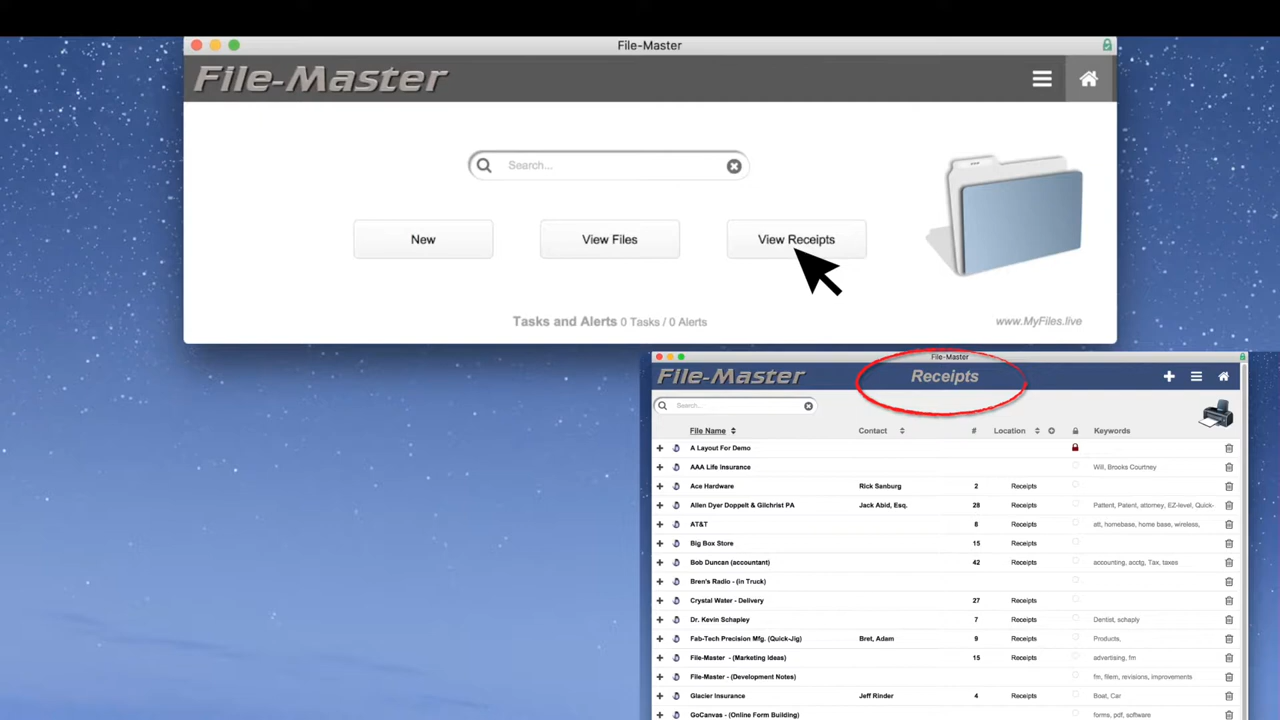 File-Master
File-Master
Search...
New View Files View Receipts
Tasks and Alerts 0 Tasks / 0 Alerts
www.MyFiles.live
File-Master
File-Master Receipts
Search...
File Name Contact # Location Keywords
A Layout For Demo
AAA Life Insurance Will, Brooks Courtney
Ace Hardware Rick Sanburg 2 Receipts
Allen Dyer Doppelt & Gilchrist PA Jack Abid, Esq. 28 Receipts Pattent, Patent, attorney, EZ-level, Quick-
AT&T 8 Receipts att, homebase, home base, wireless,
Big Box Store 15 Receipts
Bob Duncan (accountant) 42 Receipts accounting, acctg, Tax, taxes
Bren's Radio - (in Truck) Receipts
Crystal Water - Delivery 27 Receipts
Dr. Kevin Schapley 7 Receipts Dentist, schaply
Fab-Tech Precision Mfg. (Quick-Jig) Bret, Adam 9 Receipts Products,
File-Master - (Marketing Ideas) 15 Receipts advertising, fm
File-Master - (Development Notes) Receipts fm, filem, revisions, improvements
Glacier Insurance Jeff Rinder 4 Receipts Boat, Car
GoCanvas - (Online Form Building) Receipts forms, pdf, software